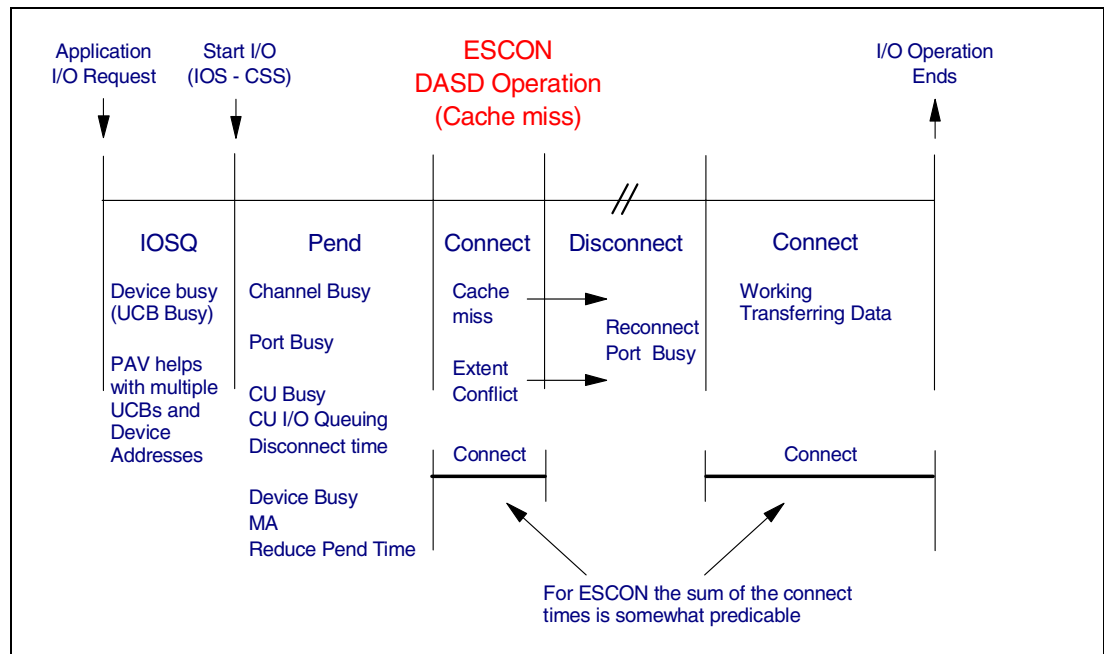 Application
I/O Request
Start I/O
(IOS - CSS)
ESCON
DASD Operation
(Cache miss)
I/O Operation
Ends
IOSQ
Pend
Connect
Disconnect
Connect
Device busy
(UCB Busy)
PAV helps
with multiple
UCBs and
Device
Addresses
Channel Busy
Port Busy
CU Busy
CU I/O Queuing
Disconnect time
Device Busy
MA
Reduce Pend Time
Cache
miss
Extent
Conflict
Reconnect
Port Busy
Working
Transferring Data
Connect
Connect
For ESCON the sum of the connect
times is somewhat predicable